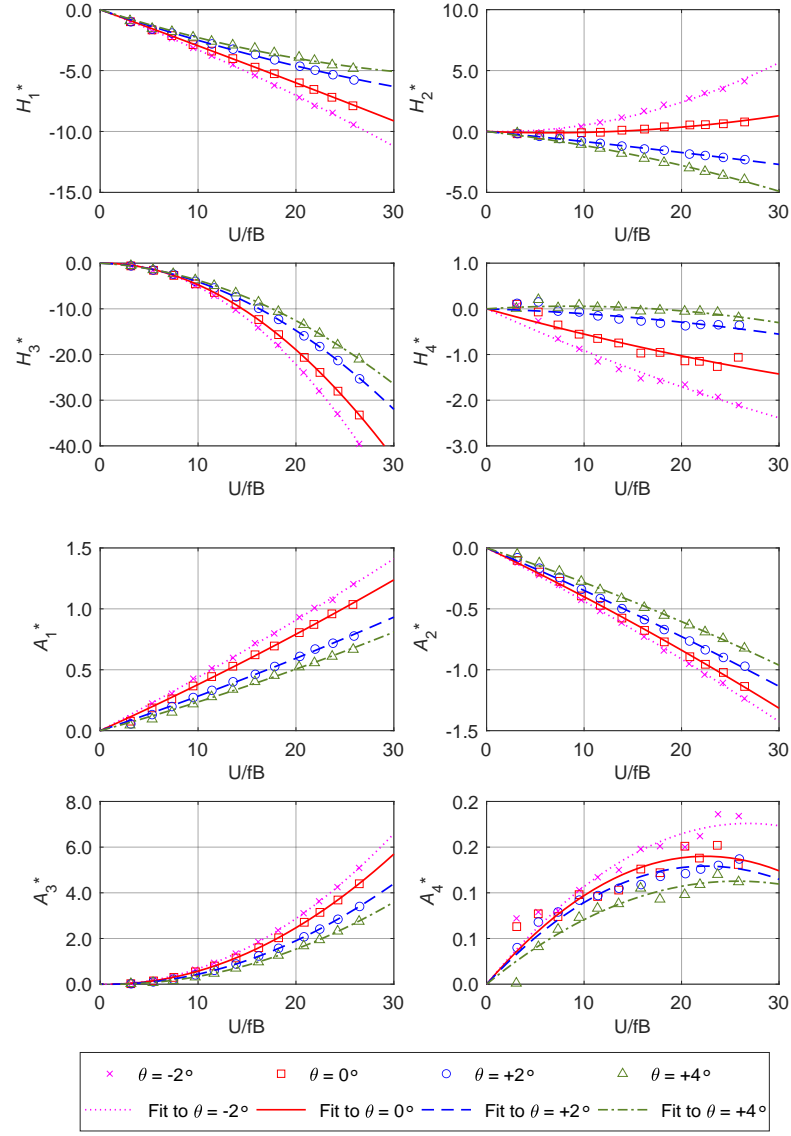 0.0
-5.0
-10.0
-15.0
H1*
0 10 20 30
U/fB
10.0
5.0
0.0
-5.0
H2*
0 10 20 30
U/fB
0.0
-10.0
-20.0
-30.0
-40.0
H3*
0 10 20 30
U/fB
1.0
0.0
-1.0
-2.0
-3.0
H4*
0 10 20 30
U/fB
1.5
1.0
0.5
0.0
A1*
0 10 20 30
U/fB
0.0
-0.5
-1.0
-1.5
A2*
0 10 20 30
U/fB
8.0
6.0
4.0
2.0
0.0
A3*
0 10 20 30
U/fB
0.2
0.2
0.1
0.1
0.0
A4*
0 10 20 30
U/fB
θ = -2° θ = 0° θ = +2° θ = +4°
Fit to θ = -2° Fit to θ = 0° Fit to θ = +2° Fit to θ = +4°